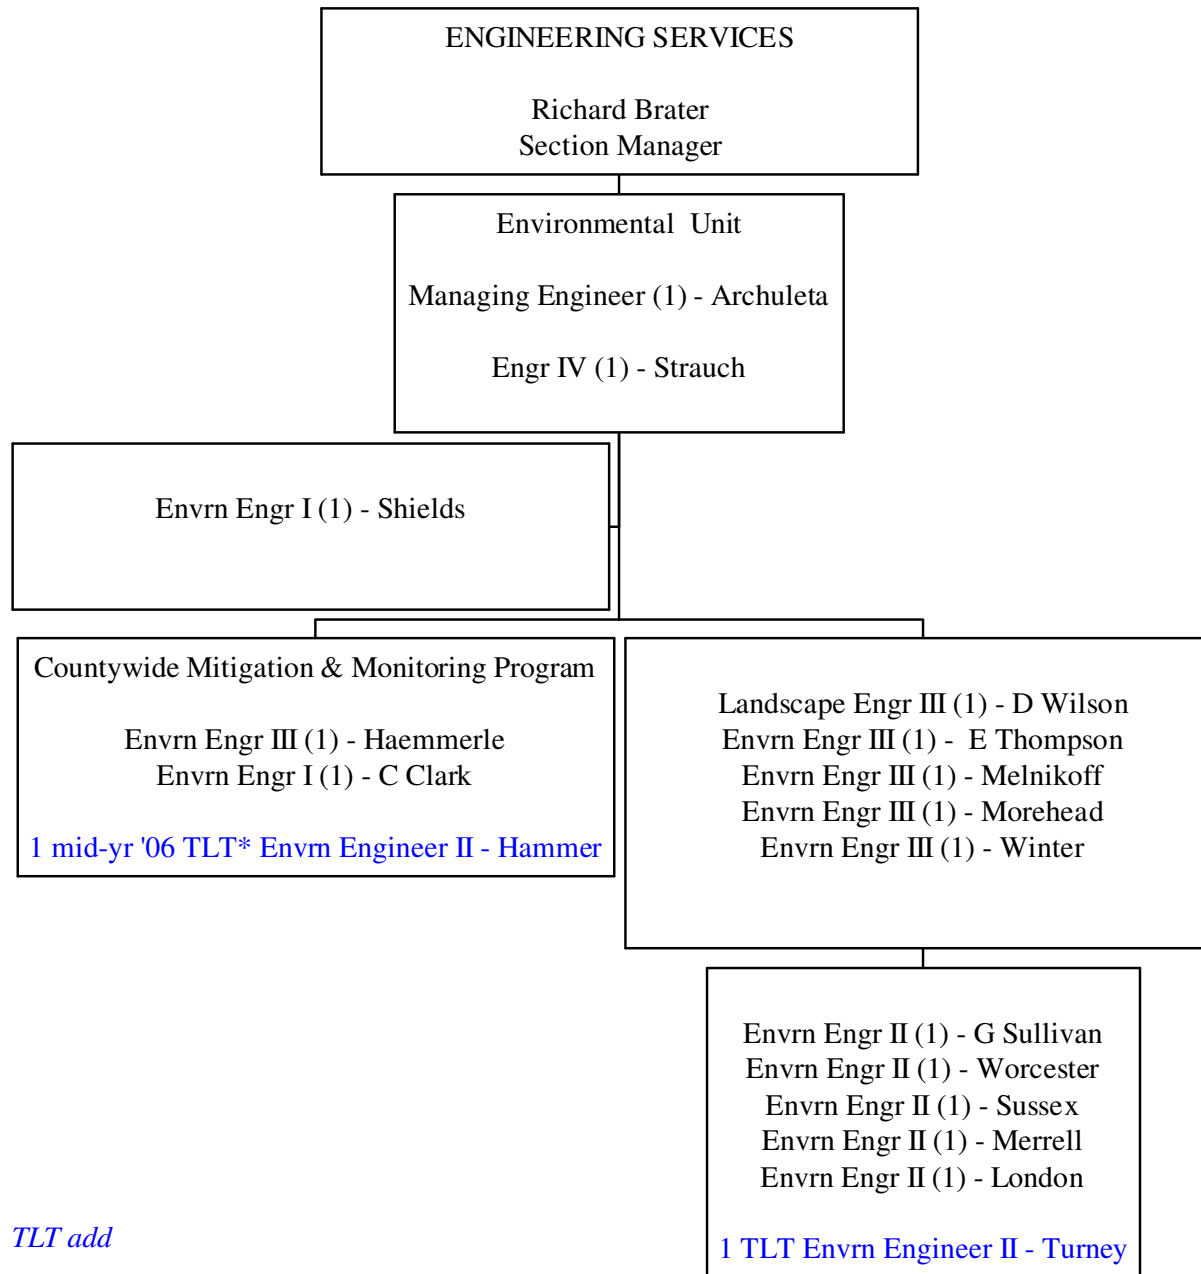 ENGINEERING SERVICES
Richard Brater
Section Manager
Environmental Unit
Managing Engineer (1) - Archuleta
Engr IV (1) - Strauch
Envrn Engr I (1) - Shields
Countywide Mitigation & Monitoring Program
Envrn Engr III (1) - Haemmerle
Envrn Engr I (1) - C Clark
1 mid-yr '06 TLT* Envrn Engineer II - Hammer
Landscape Engr III (1) - D Wilson
Envrn Engr III (1) - E Thompson
Envrn Engr III (1) - Melnikoff
Envrn Engr III (1) - Morehead
Envrn Engr III (1) - Winter
Envrn Engr II (1) - G Sullivan
Envrn Engr II (1) - Worcester
Envrn Engr II (1) - Sussex
Envrn Engr II (1) - Merrell
Envrn Engr II (1) - London
1 TLT Envrn Engineer II - Turney
TLT add